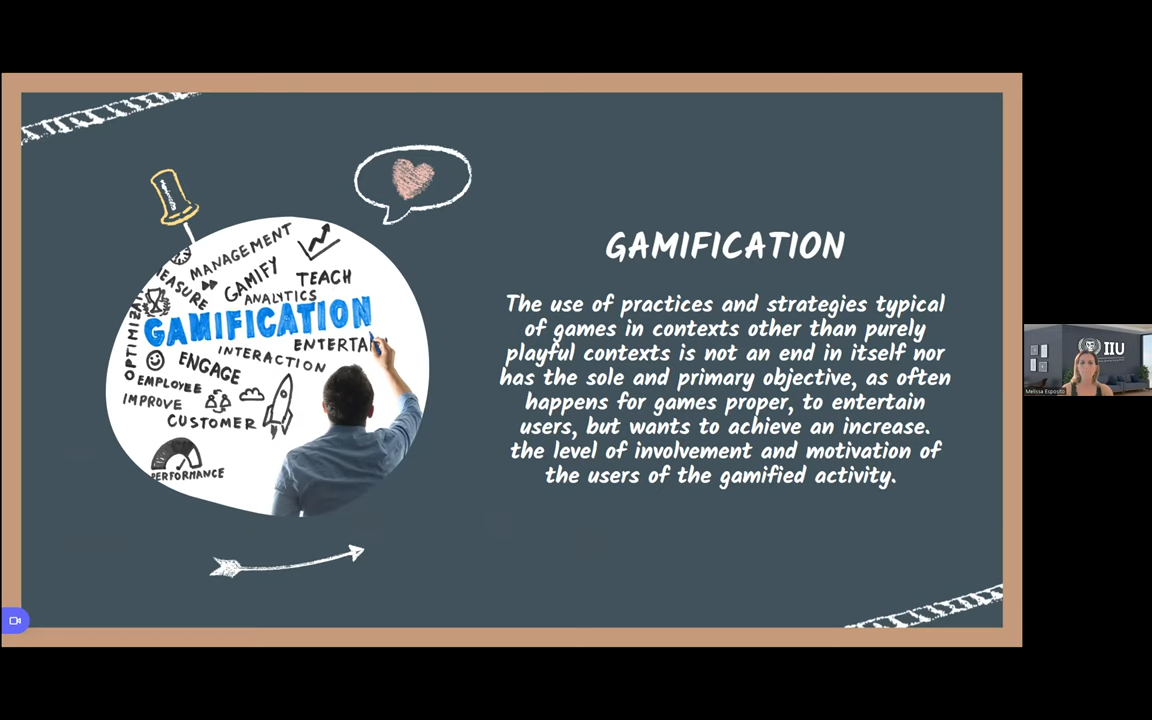 MANAGEMENT
EASURE
GAMIFY
TEACH
ANALYTICS
OPTIMIZA
GAMIFICATION
ENTERTA
INTERACTION
ENGAGE
EMPLOYEE
IMPROVE
CUSTOMER
PERFORMANCE
GAMIFICATION
The use of practices and strategies typical
of games in contexts other than purely
playful contexts is not an end in itself nor
has the sole and primary objective, as often
happens for games proper, to entertain
users, but wants to achieve an increase.
the level of involvement and motivation of
the users of the gamified activity.
IIU
Melissa Esposito